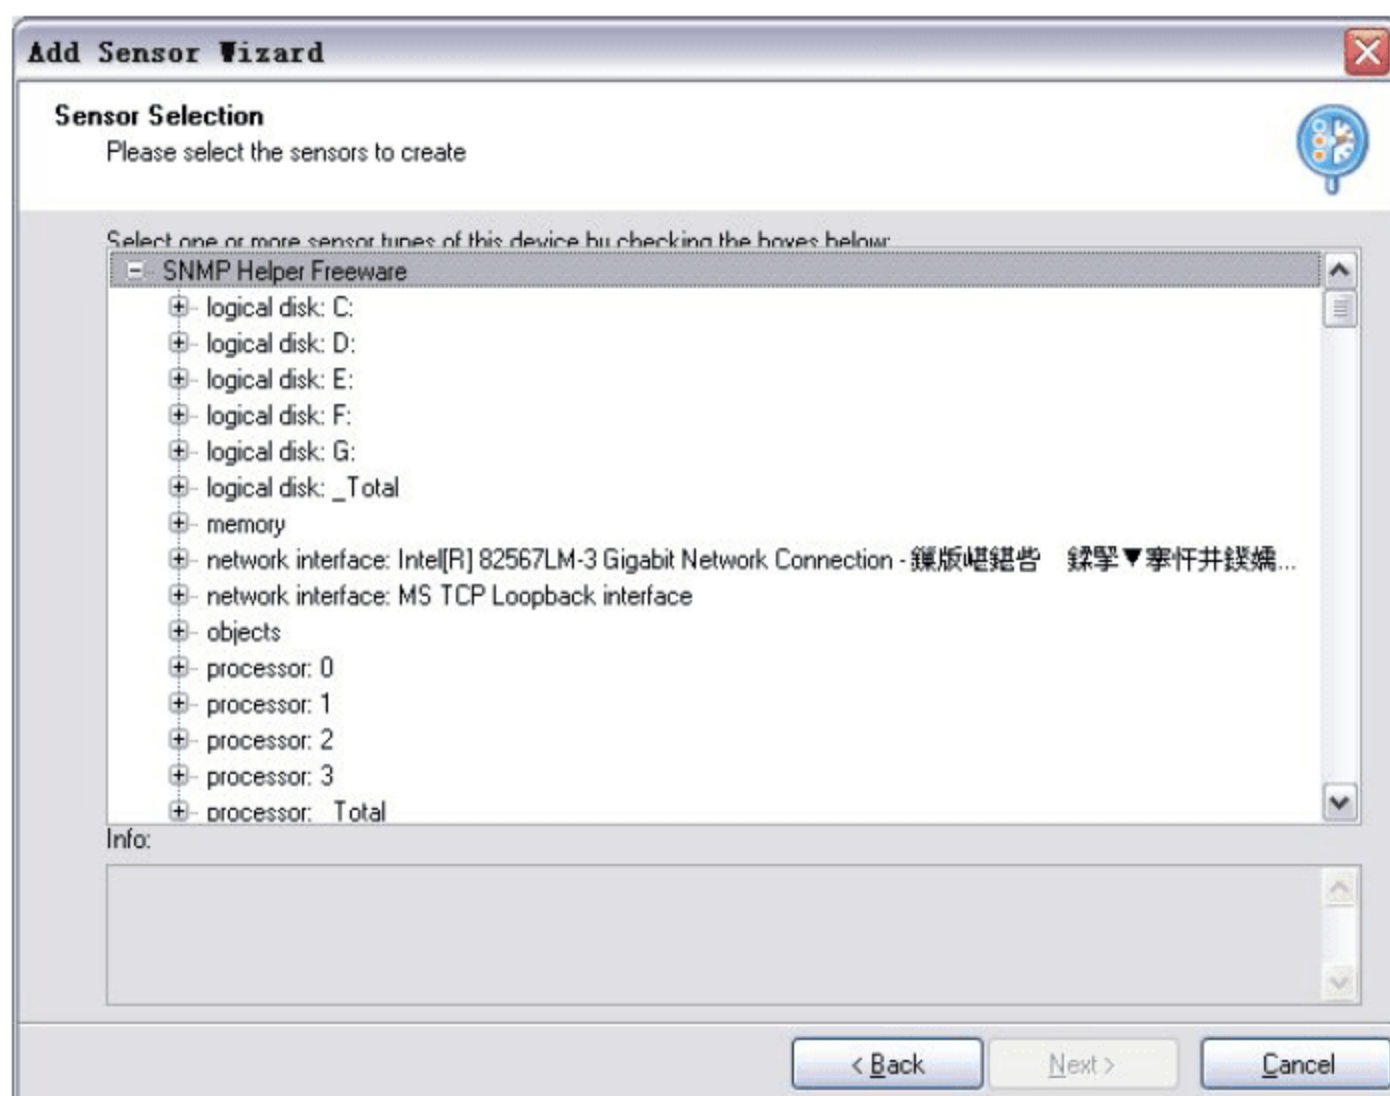 Add Sensor Wizard
Sensor Selection
Please select the sensors to create
Select one or more sensor types of this device by checking the boxes below:
SNMP Helper Freeware
logical disk: C:
logical disk: D:
logical disk: E:
logical disk: F:
logical disk: G:
logical disk: _Total
memory
network interface: Intel[R] 82567LM-3 Gigabit Network Connection -
network interface: MS TCP Loopback interface
objects
processor: 0
processor: 1
processor: 2
processor: 3
processor: _Total
Info:
< Back
Next >
Cancel